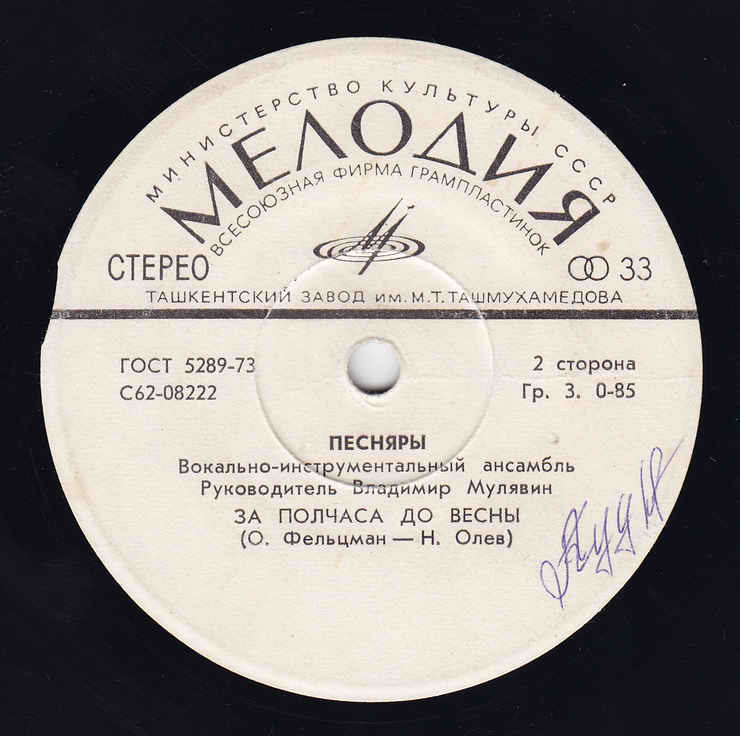 МИНИСТЕРСТВО КУЛЬТУРЫ СССР
МЕЛОДИЯ
ВСЕСОЮЗНАЯ ФИРМА ГРАМПЛАСТИНОК
СТЕРЕО
33
ТАШКЕНТСКИЙ ЗАВОД им. М.Т. ТАШМУХАМЕДОВА
ГОСТ 5289-73
2 сторона
С62-08222
Гр. 3. 0-85
ПЕСНЯРЫ
Вокально-инструментальный ансамбль
Руководитель Владимир Мулявин
ЗА ПОЛЧАСА ДО ВЕСНЫ
(О. Фельцман — Н. Олев)